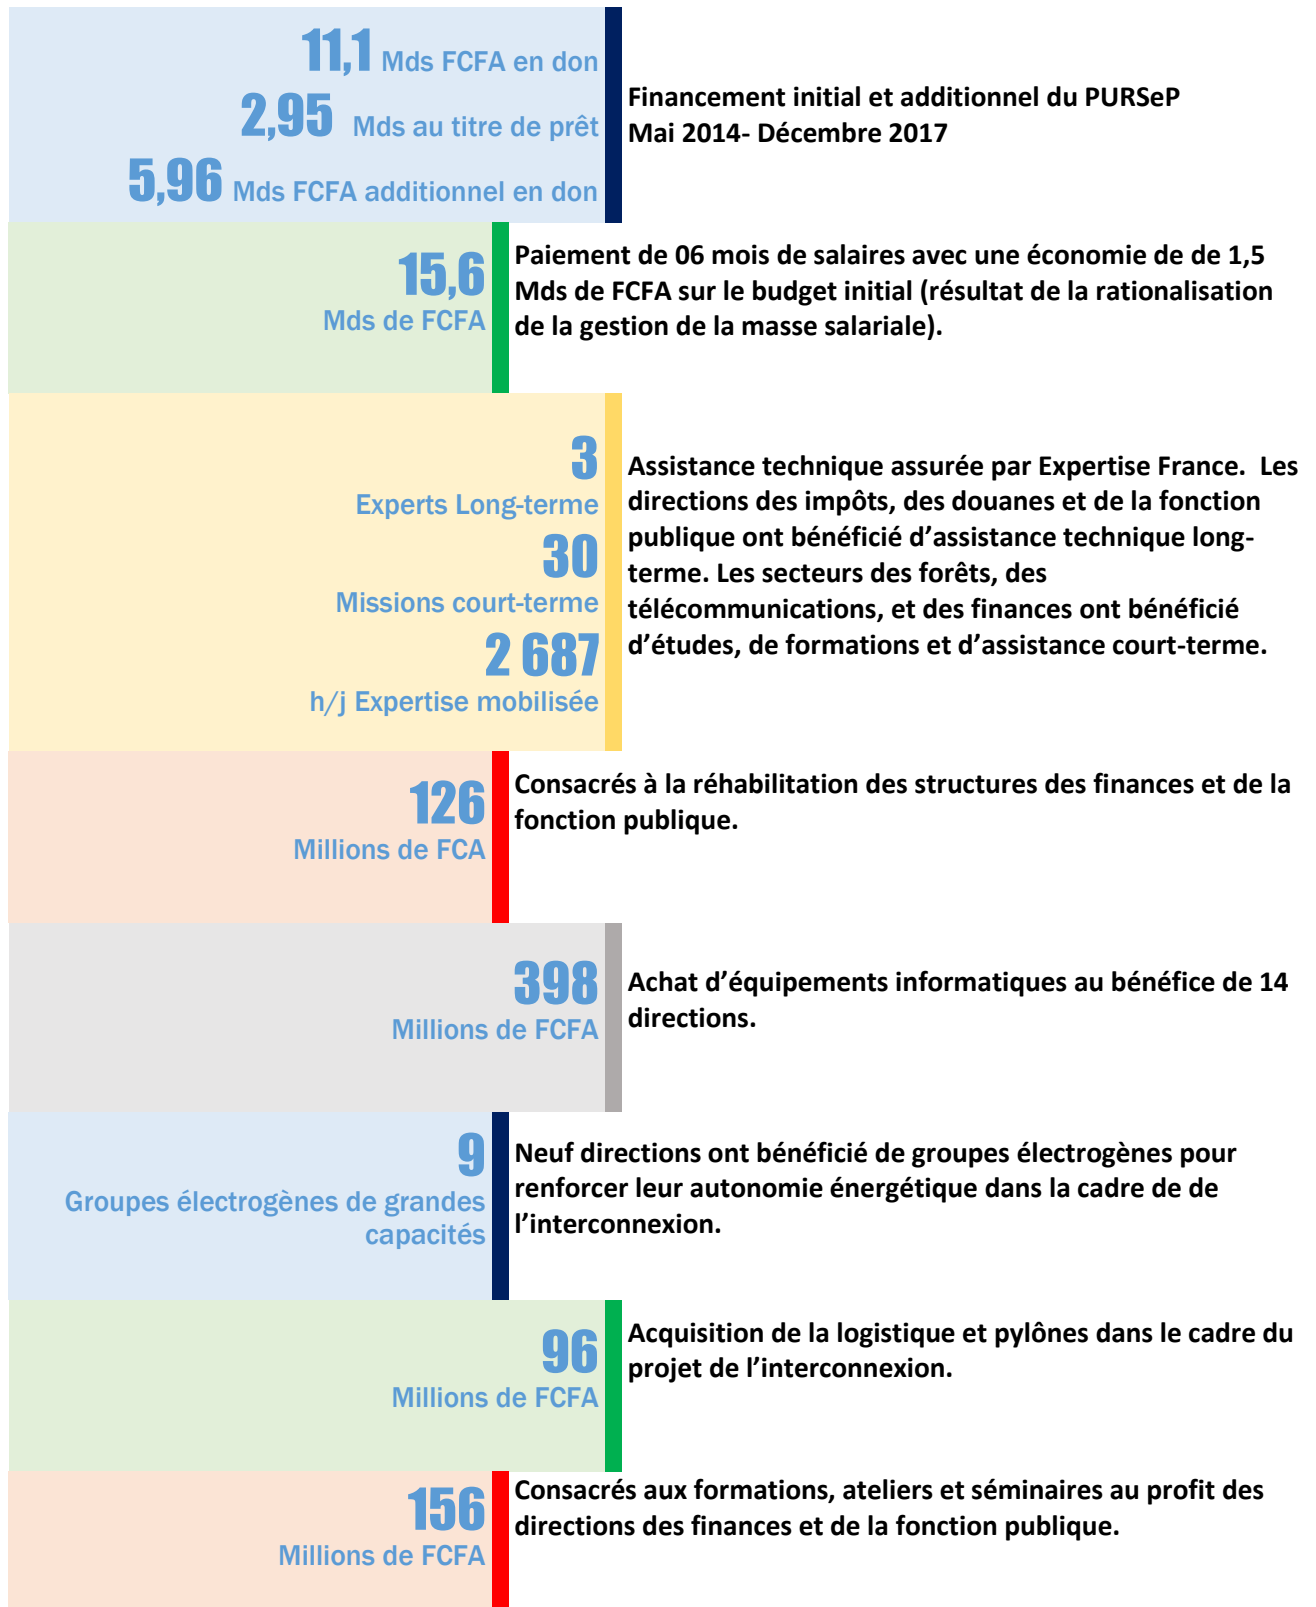 11,1 Mds FCFA en don
2,95 Mds au titre de prêt
5,96 Mds FCFA additionnel en don
Financement initial et additionnel du PURSeP
Mai 2014- Décembre 2017
15,6
Mds de FCFA
Paiement de 06 mois de salaires avec une économie de de 1,5
Mds de FCFA sur le budget initial (résultat de la rationalisation
de la gestion de la masse salariale).
3
Experts Long-terme
30
Missions court-terme
2 687
h/j Expertise mobilisée
Assistance technique assurée par Expertise France. Les
directions des impôts, des douanes et de la fonction
publique ont bénéficié d’assistance technique long-
terme. Les secteurs des forêts, des
télécommunications, et des finances ont bénéficié
d’études, de formations et d’assistance court-terme.
126
Millions de FCA
Consacrés à la réhabilitation des structures des finances et de la
fonction publique.
398
Millions de FCFA
Achat d’équipements informatiques au bénéfice de 14
directions.
9
Groupes électrogènes de grandes
capacités
Neuf directions ont bénéficié de groupes électrogènes pour
renforcer leur autonomie énergétique dans la cadre de de
l’interconnexion.
96
Millions de FCFA
Acquisition de la logistique et pylônes dans le cadre du
projet de l’interconnexion.
156
Millions de FCFA
Consacrés aux formations, ateliers et séminaires au profit des
directions des finances et de la fonction publique.